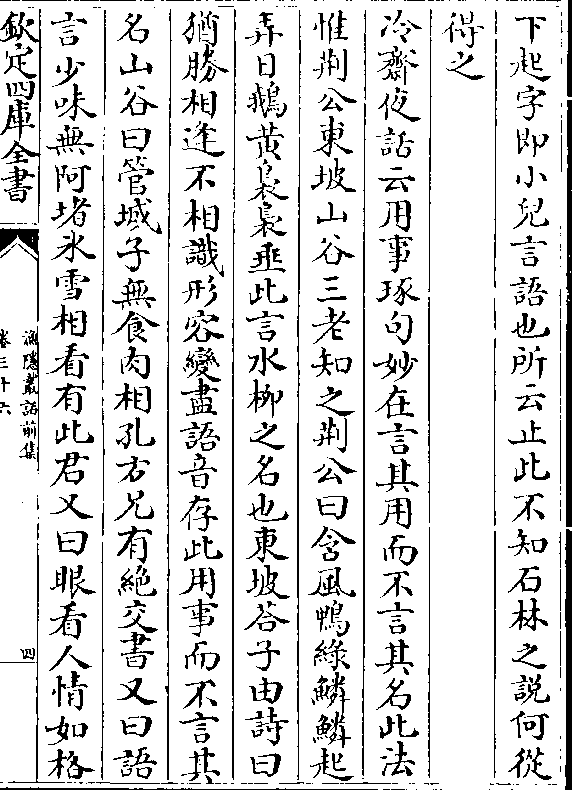 下起字即小兒言語也所云止此不知石林之説何從
得之
冷齋夜話云用事琢句妙在言其用而不言其名此法
惟荆公東坡山谷三老知之荆公曰含風鴨緑鱗鱗起
弄日鵝黄裊裊垂此言水柳之名也東坡答子由詩曰
猶勝相逢不相識形容變盡語音存此用事而不言其
名山谷曰管城子無食肉相孔方兄有絶交書又曰語
言少味無阿堵氷雪相看有此君又曰眼看人情如格
欽定四庫全書
漁隱叢話前集
卷三十六
四